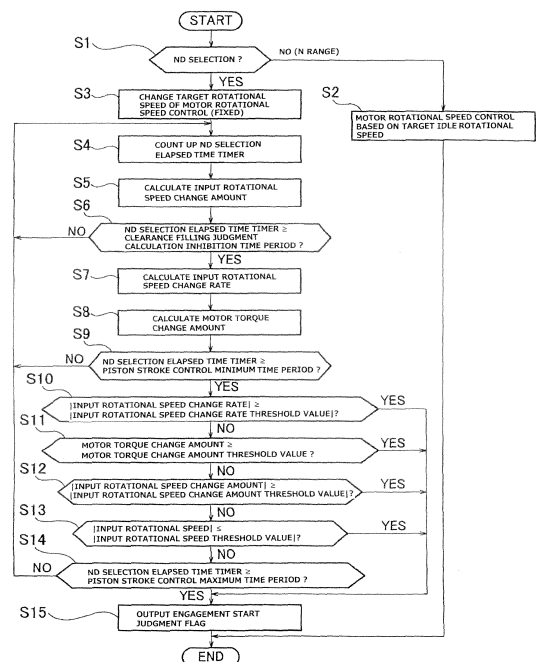 START
S1
ND SELECTION ?
NO (N RANGE)
YES
S3
CHANGE TARGET ROTATIONAL
SPEED OF MOTOR ROTATIONAL
SPEED CONTROL (FIXED)
S2
MOTOR ROTATIONAL SPEED CONTROL
BASED ON TARGET IDLE ROTATIONAL
SPEED
S4
COUNT UP ND SELECTION
ELAPSED TIME TIMER
S5
CALCULATE INPUT ROTATIONAL
SPEED CHANGE AMOUNT
S6
NO
ND SELECTION ELAPSED TIME TIMER ≥
CLEARANCE FILLING JUDGMENT
CALCULATION INHIBITION TIME PERIOD ?
YES
S7
CALCULATE INPUT ROTATIONAL
SPEED CHANGE RATE
S8
CALCULATE MOTOR TORQUE
CHANGE AMOUNT
S9
NO
ND SELECTION ELAPSED TIME TIMER ≥
PISTON STROKE CONTROL MINIMUM TIME PERIOD ?
YES
S10
|INPUT ROTATIONAL SPEED CHANGE RATE| ≥
|INPUT ROTATIONAL SPEED CHANGE RATE THRESHOLD VALUE|?
YES
NO
S11
MOTOR TORQUE CHANGE AMOUNT ≥
MOTOR TORQUE CHANGE AMOUNT THRESHOLD VALUE ?
YES
NO
S12
|INPUT ROTATIONAL SPEED CHANGE AMOUNT| ≥
|INPUT ROTATIONAL SPEED CHANGE AMOUNT THRESHOLD VALUE|?
YES
NO
S13
|INPUT ROTATIONAL SPEED| ≤
|INPUT ROTATIONAL SPEED THRESHOLD VALUE|?
YES
NO
S14
NO
ND SELECTION ELAPSED TIME TIMER ≥
PISTON STROKE CONTROL MAXIMUM TIME PERIOD ?
YES
S15
OUTPUT ENGAGEMENT START
JUDGMENT FLAG
END